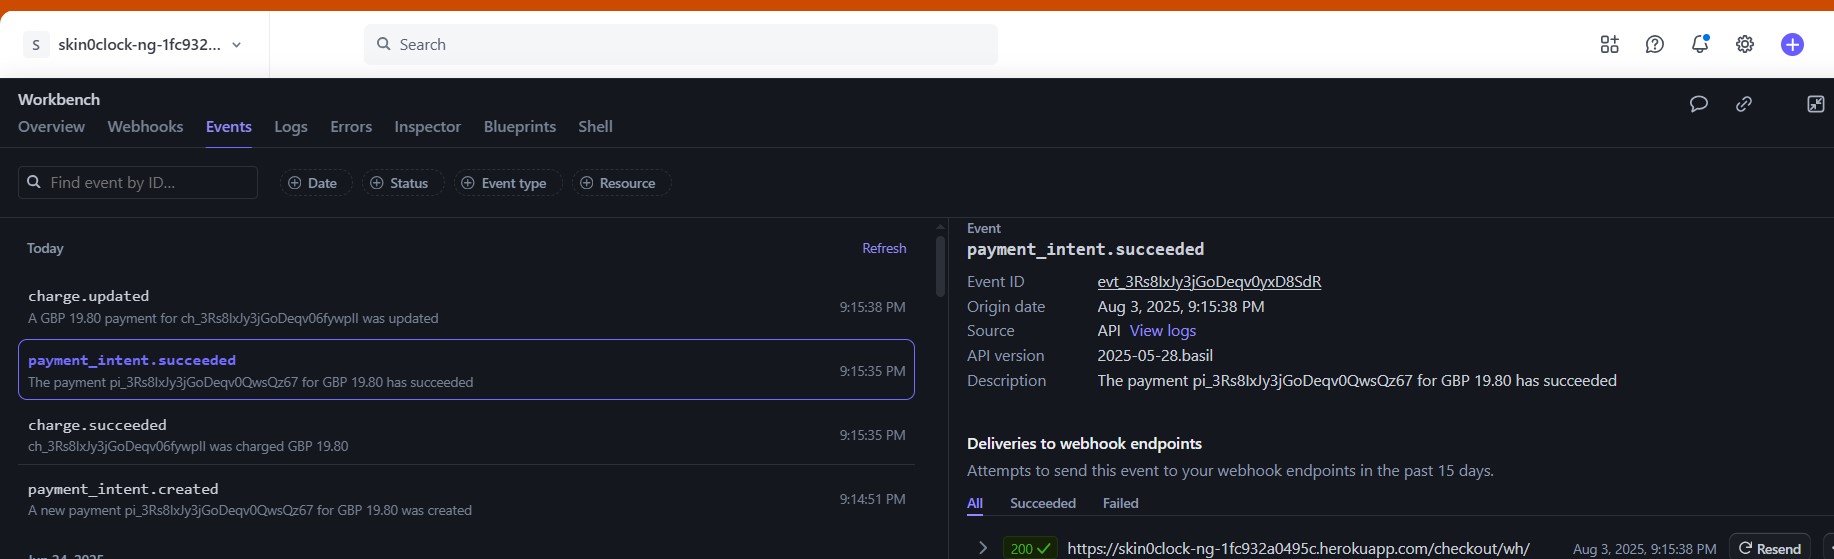 S skin0clock-ng-1fc932... Search
Workbench
Overview Webhooks Events Logs Errors Inspector Blueprints Shell
Find event by ID... Date Status Event type Resource
Today Refresh
charge.updated
A GBP 19.80 payment for ch_3Rs8IxJy3jGoDeqv06fywpII was updated 9:15:38 PM
payment_intent.succeeded
The payment pi_3Rs8IxJy3jGoDeqv0QwsQz67 for GBP 19.80 has succeeded 9:15:35 PM
charge.succeeded
ch_3Rs8IxJy3jGoDeqv06fywpII was charged GBP 19.80 9:15:35 PM
payment_intent.created
A new payment pi_3Rs8IxJy3jGoDeqv0QwsQz67 for GBP 19.80 was created 9:14:51 PM
Jun 24, 2025
Event
payment_intent.succeeded
Event ID evt_3Rs8IxJy3jGoDeqv0yxD8SdR
Origin date Aug 3, 2025, 9:15:38 PM
Source API View logs
API version 2025-05-28.basil
Description The payment pi_3Rs8IxJy3jGoDeqv0QwsQz67 for GBP 19.80 has succeeded
Deliveries to webhook endpoints
Attempts to send this event to your webhook endpoints in the past 15 days.
All Succeeded Failed
200 https://skin0clock-ng-1fc932a0495c.herokuapp.com/checkout/wh/ Aug 3, 2025, 9:15:38 PM Resend